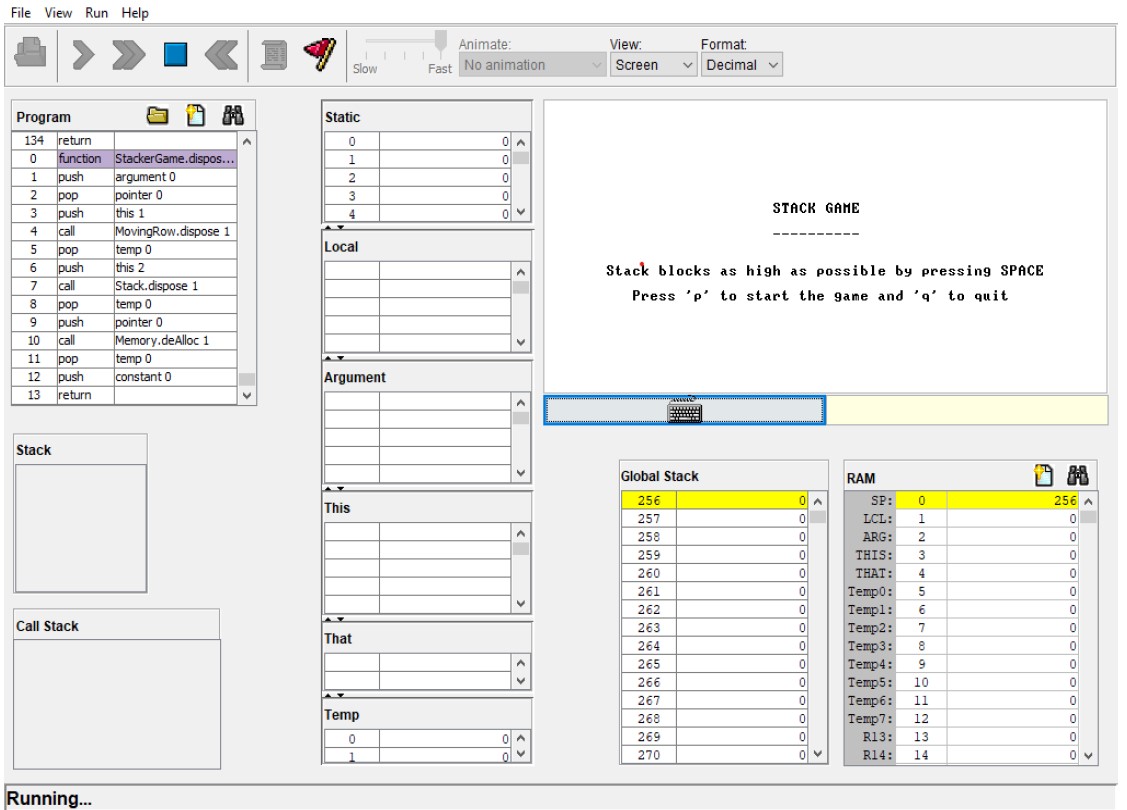 File View Run Help
Animate: View: Format:
Slow Fast No animation Screen Decimal
Program
134 return
0 function StackerGame.dispos...
1 push argument 0
2 pop pointer 0
3 push this 1
4 call MovingRow.dispose 1
5 pop temp 0
6 push this 2
7 call Stack.dispose 1
8 pop temp 0
9 push pointer 0
10 call Memory.deAlloc 1
11 pop temp 0
12 push constant 0
13 return
Stack
Call Stack
Static
0 0
1 0
2 0
3 0
4 0
Local
Argument
This
That
Temp
0 0
1 0
STACK GAME
----------
Stack blocks as high as possible by pressing SPACE
Press 'p' to start the game and 'q' to quit
Global Stack
256 0
257 0
258 0
259 0
260 0
261 0
262 0
263 0
264 0
265 0
266 0
267 0
268 0
269 0
270 0
RAM
SP: 0 256
LCL: 1 0
ARG: 2 0
THIS: 3 0
THAT: 4 0
Temp0: 5 0
Temp1: 6 0
Temp2: 7 0
Temp3: 8 0
Temp4: 9 0
Temp5: 10 0
Temp6: 11 0
Temp7: 12 0
R13: 13 0
R14: 14 0
Running...